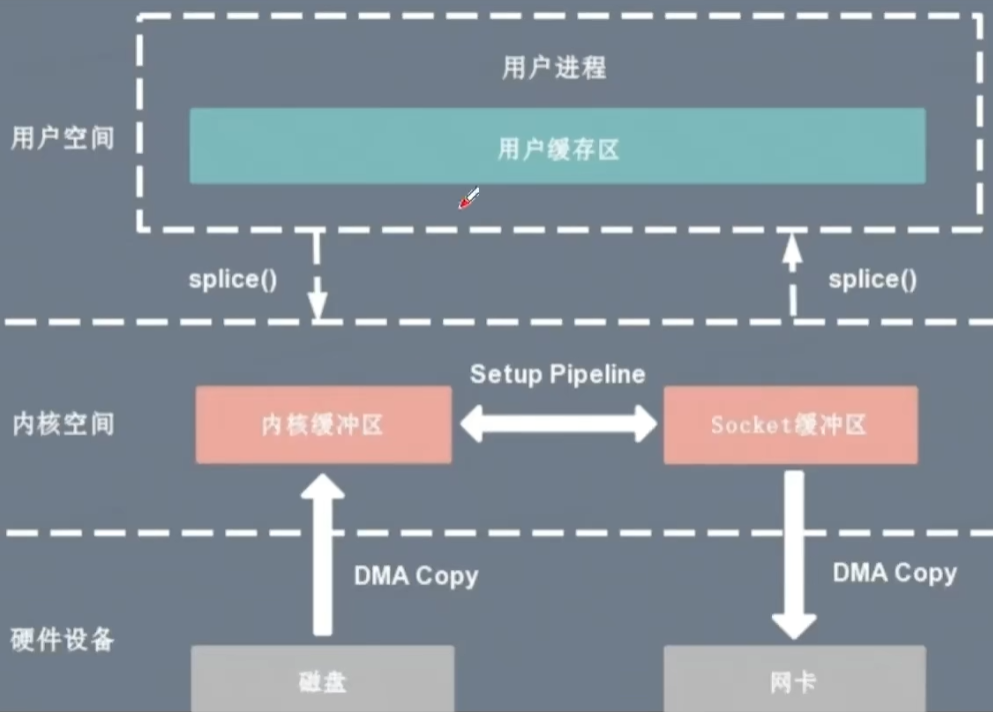 用户进程
用户空间
用户缓存区
splice()
splice()
Setup Pipeline
内核空间
内核缓冲区
Socket缓冲区
DMA Copy
DMA Copy
硬件设备
磁盘
网卡